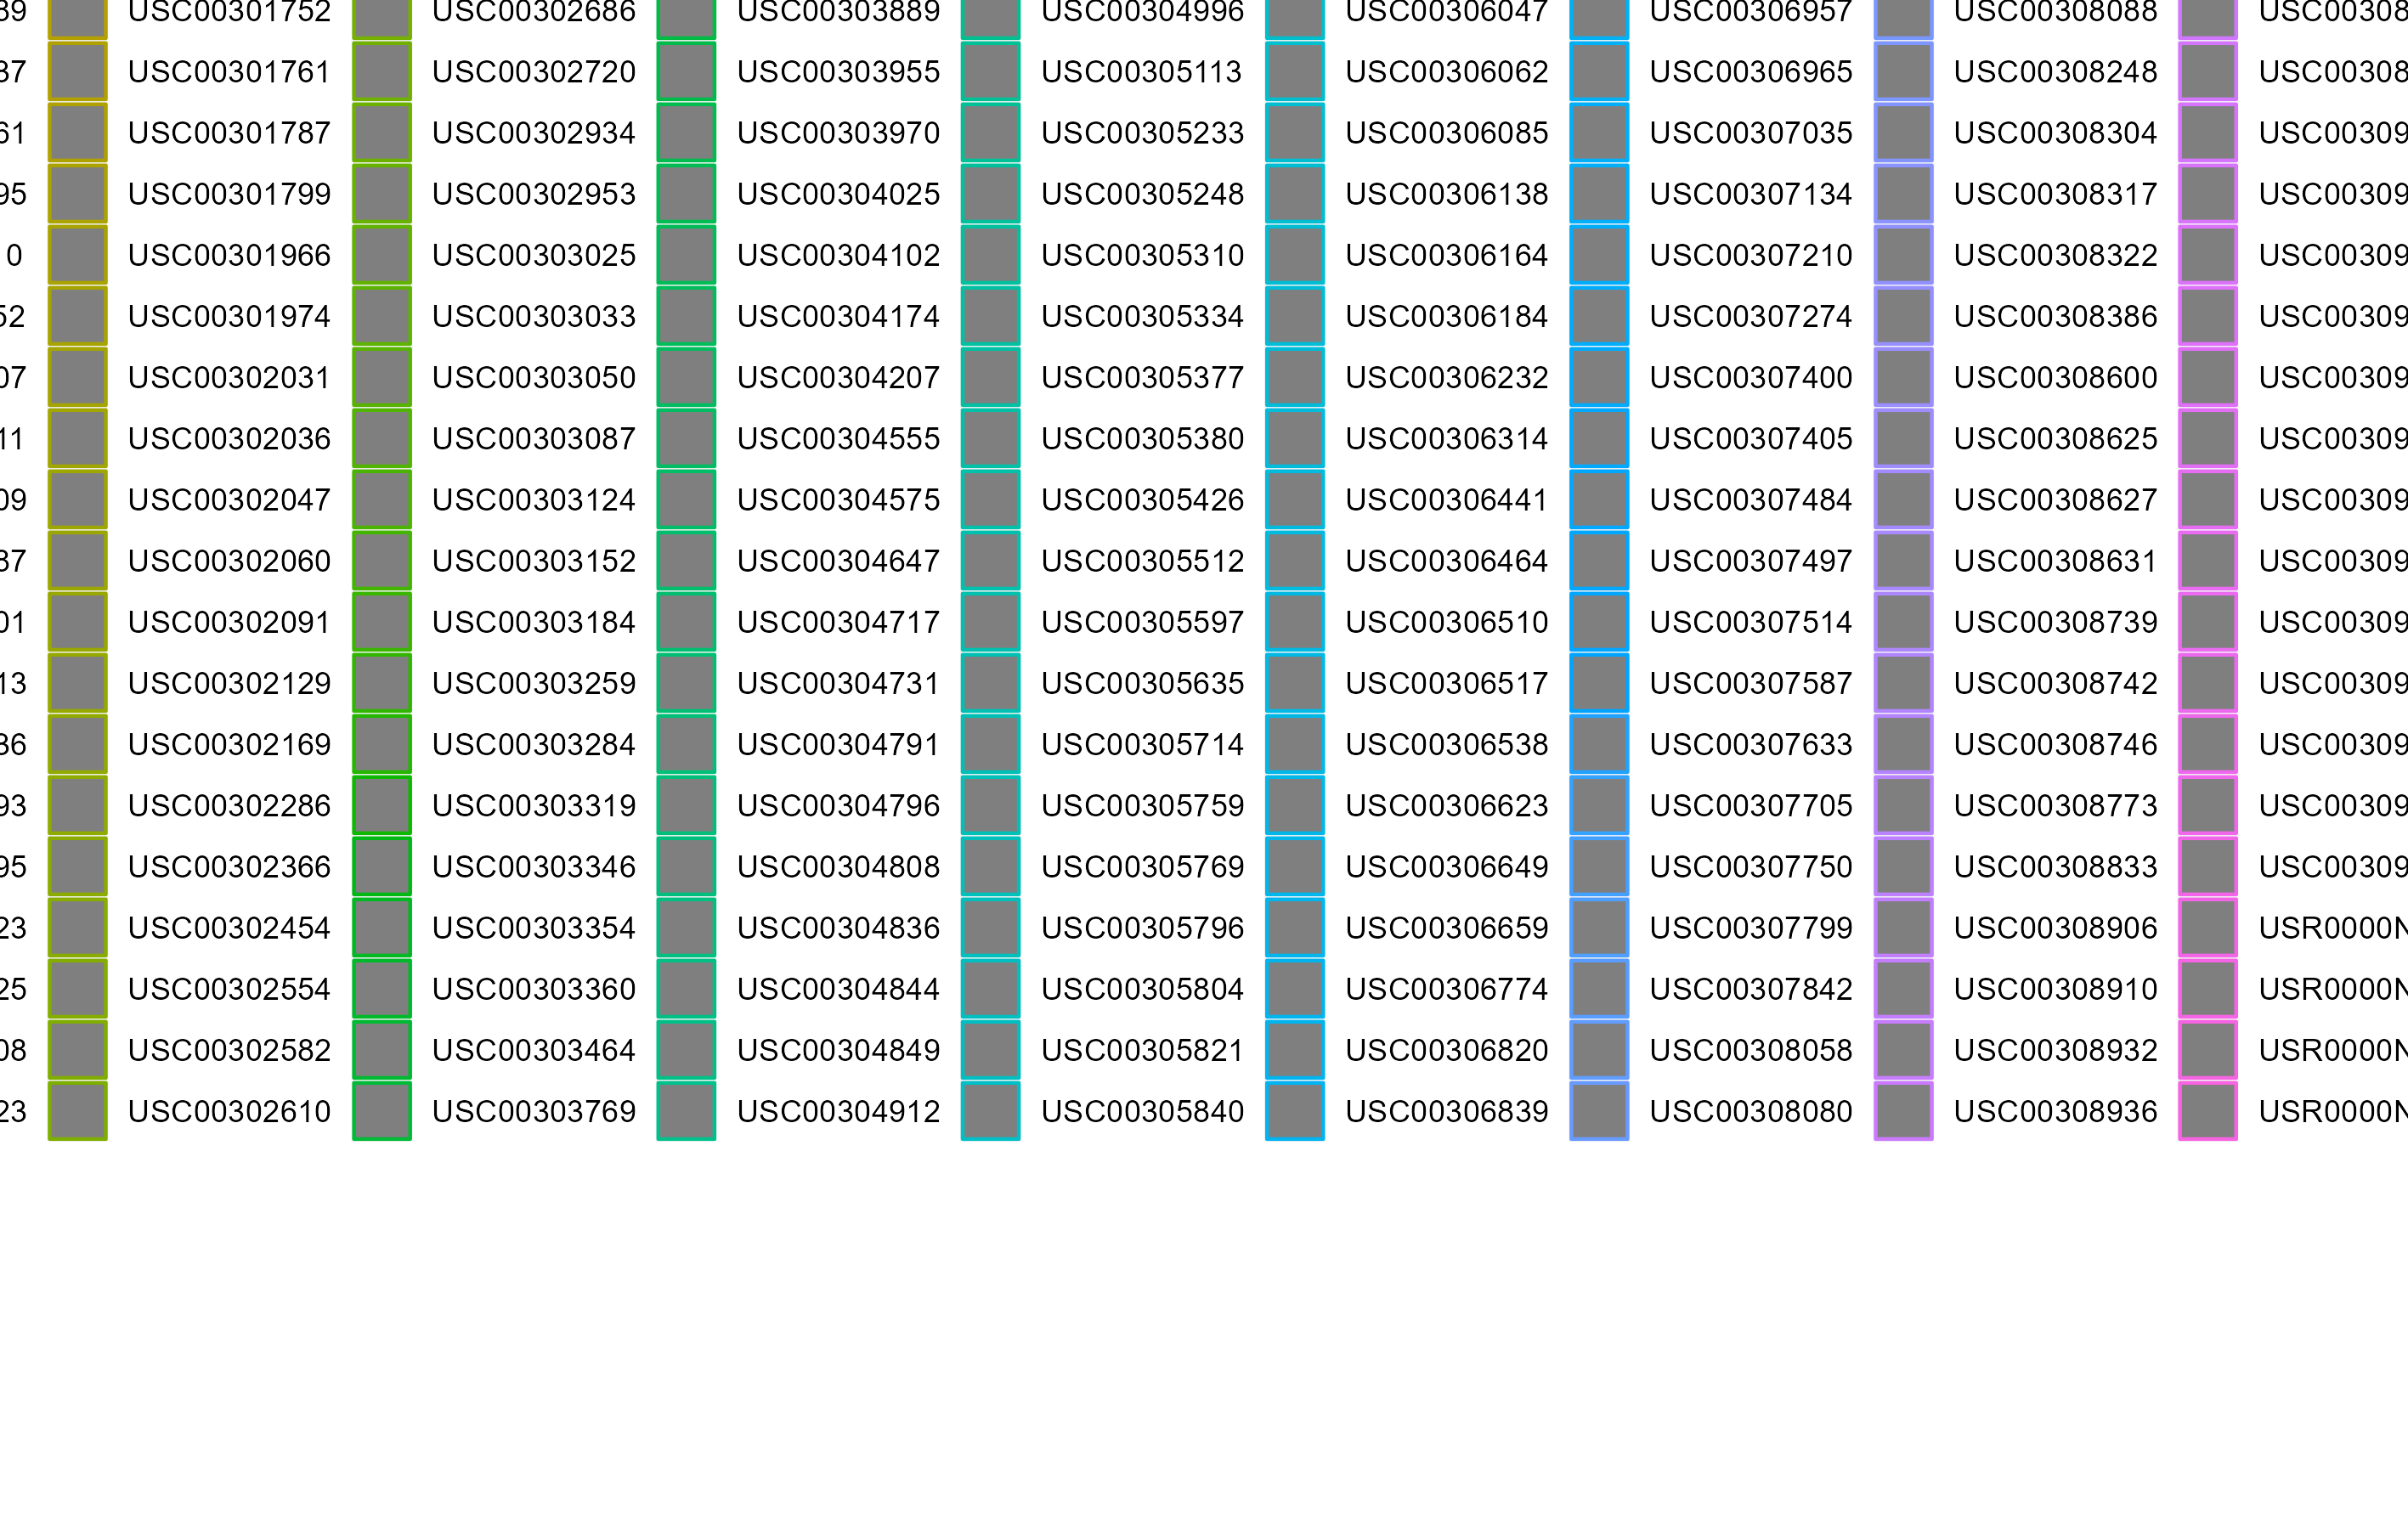 39 USC00301752 USC00302686 USC00303889 USC00304996 USC00306047 USC00306957 USC00308088 USC00308
37 USC00301761 USC00302720 USC00303955 USC00305113 USC00306062 USC00306965 USC00308248 USC00308
61 USC00301787 USC00302934 USC00303970 USC00305233 USC00306085 USC00307035 USC00308304 USC00309
95 USC00301799 USC00302953 USC00304025 USC00305248 USC00306138 USC00307134 USC00308317 USC00309
0 USC00301966 USC00303025 USC00304102 USC00305310 USC00306164 USC00307210 USC00308322 USC00309
52 USC00301974 USC00303033 USC00304174 USC00305334 USC00306184 USC00307274 USC00308386 USC00309
07 USC00302031 USC00303050 USC00304207 USC00305377 USC00306232 USC00307400 USC00308600 USC00309
11 USC00302036 USC00303087 USC00304555 USC00305380 USC00306314 USC00307405 USC00308625 USC00309
09 USC00302047 USC00303124 USC00304575 USC00305426 USC00306441 USC00307484 USC00308627 USC00309
87 USC00302060 USC00303152 USC00304647 USC00305512 USC00306464 USC00307497 USC00308631 USC00309
01 USC00302091 USC00303184 USC00304717 USC00305597 USC00306510 USC00307514 USC00308739 USC00309
13 USC00302129 USC00303259 USC00304731 USC00305635 USC00306517 USC00307587 USC00308742 USC00309
36 USC00302169 USC00303284 USC00304791 USC00305714 USC00306538 USC00307633 USC00308746 USC00309
93 USC00302286 USC00303319 USC00304796 USC00305759 USC00306623 USC00307705 USC00308773 USC00309
95 USC00302366 USC00303346 USC00304808 USC00305769 USC00306649 USC00307750 USC00308833 USC00309
23 USC00302454 USC00303354 USC00304836 USC00305796 USC00306659 USC00307799 USC00308906 USR0000N
25 USC00302554 USC00303360 USC00304844 USC00305804 USC00306774 USC00307842 USC00308910 USR0000N
08 USC00302582 USC00303464 USC00304849 USC00305821 USC00306820 USC00308058 USC00308932 USR0000N
23 USC00302610 USC00303769 USC00304912 USC00305840 USC00306839 USC00308080 USC00308936 USR0000N